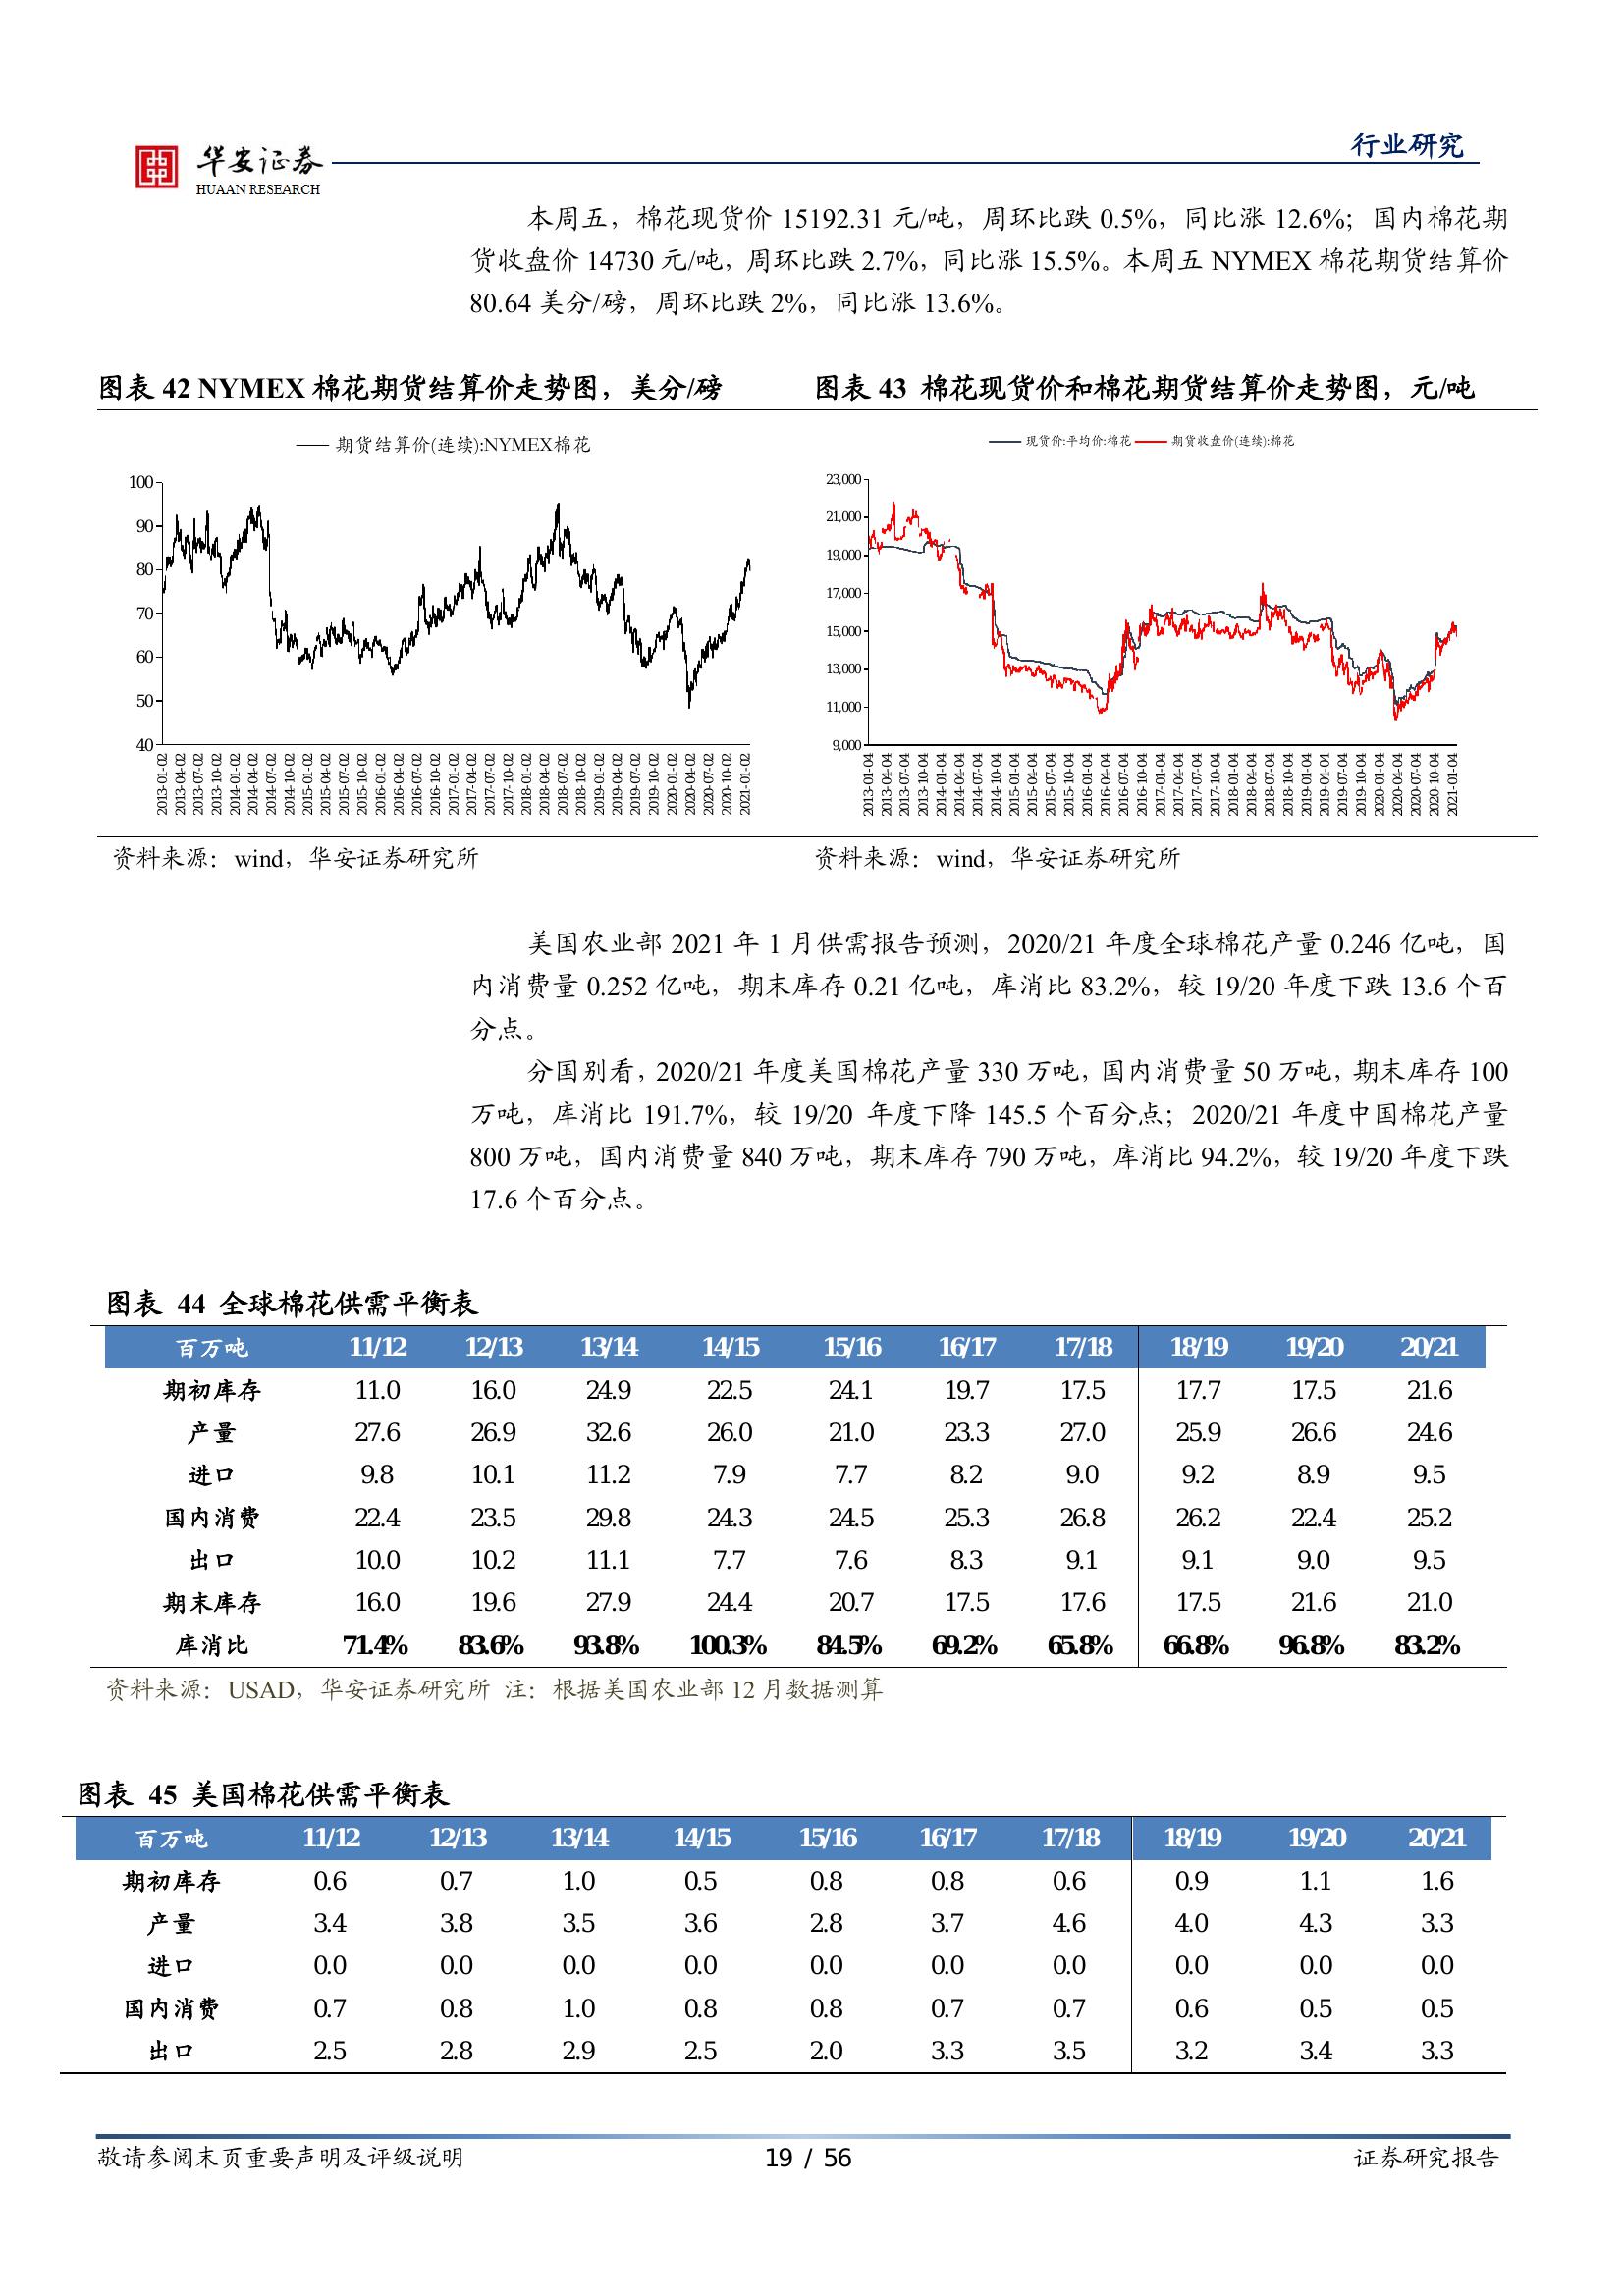 华安证券
HUAAN RESEARCH
行业研究
本周五，棉花现货价 15192.31 元/吨，周环比跌 0.5%，同比涨 12.6%；国内棉花期
货收盘价 14730 元/吨，周环比跌 2.7%，同比涨 15.5%。本周五 NYMEX 棉花期货结算价
80.64 美分/磅，周环比跌 2%，同比涨 13.6%。
图表 42 NYMEX 棉花期货结算价走势图，美分/磅
期货结算价(连续):NYMEX棉花
100
90
80
70
60
50
40
2013-01-02 2013-04-02 2013-07-02 2013-10-02 2014-01-02 2014-04-02 2014-07-02 2014-10-02 2015-01-02 2015-04-02 2015-07-02 2015-10-02 2016-01-02 2016-04-02 2016-07-02 2016-10-02 2017-01-02 2017-04-02 2017-07-02 2017-10-02 2018-01-02 2018-04-02 2018-07-02 2018-10-02 2019-01-02 2019-04-02 2019-07-02 2019-10-02 2020-01-02 2020-04-02 2020-07-02 2020-10-02 2021-01-02
资料来源：wind，华安证券研究所
图表 43 棉花现货价和棉花期货结算价走势图，元/吨
现货价:平均价:棉花 期货收盘价(连续):棉花
23,000
21,000
19,000
17,000
15,000
13,000
11,000
9,000
2013-01-04 2013-04-04 2013-07-04 2013-10-04 2014-01-04 2014-04-04 2014-07-04 2014-10-04 2015-01-04 2015-04-04 2015-07-04 2015-10-04 2016-01-04 2016-04-04 2016-07-04 2016-10-04 2017-01-04 2017-04-04 2017-07-04 2017-10-04 2018-01-04 2018-04-04 2018-07-04 2018-10-04 2019-01-04 2019-04-04 2019-07-04 2019-10-04 2020-01-04 2020-04-04 2020-07-04 2020-10-04 2021-01-04
资料来源：wind，华安证券研究所
美国农业部 2021 年 1 月供需报告预测，2020/21 年度全球棉花产量 0.246 亿吨，国
内消费量 0.252 亿吨，期末库存 0.21 亿吨，库消比 83.2%，较 19/20 年度下跌 13.6 个百
分点。
分国别看，2020/21 年度美国棉花产量 330 万吨，国内消费量 50 万吨，期末库存 100
万吨，库消比 191.7%，较 19/20 年度下降 145.5 个百分点；2020/21 年度中国棉花产量
800 万吨，国内消费量 840 万吨，期末库存 790 万吨，库消比 94.2%，较 19/20 年度下跌
17.6 个百分点。
图表 44 全球棉花供需平衡表
百万吨 11/12 12/13 13/14 14/15 15/16 16/17 17/18 18/19 19/20 20/21
期初库存 11.0 16.0 24.9 22.5 24.1 19.7 17.5 17.7 17.5 21.6
产量 27.6 26.9 32.6 26.0 21.0 23.3 27.0 25.9 26.6 24.6
进口 9.8 10.1 11.2 7.9 7.7 8.2 9.0 9.2 8.9 9.5
国内消费 22.4 23.5 29.8 24.3 24.5 25.3 26.8 26.2 22.4 25.2
出口 10.0 10.2 11.1 7.7 7.6 8.3 9.1 9.1 9.0 9.5
期末库存 16.0 19.6 27.9 24.4 20.7 17.5 17.6 17.5 21.6 21.0
库消比 71.4% 83.6% 93.8% 100.3% 84.5% 69.2% 65.8% 66.8% 96.8% 83.2%
资料来源：USAD，华安证券研究所 注：根据美国农业部 12 月数据测算
图表 45 美国棉花供需平衡表
百万吨 11/12 12/13 13/14 14/15 15/16 16/17 17/18 18/19 19/20 20/21
期初库存 0.6 0.7 1.0 0.5 0.8 0.8 0.6 0.9 1.1 1.6
产量 3.4 3.8 3.5 3.6 2.8 3.7 4.6 4.0 4.3 3.3
进口 0.0 0.0 0.0 0.0 0.0 0.0 0.0 0.0 0.0 0.0
国内消费 0.7 0.8 1.0 0.8 0.8 0.7 0.7 0.6 0.5 0.5
出口 2.5 2.8 2.9 2.5 2.0 3.3 3.5 3.2 3.4 3.3
敬请参阅末页重要声明及评级说明
19 / 56
证券研究报告